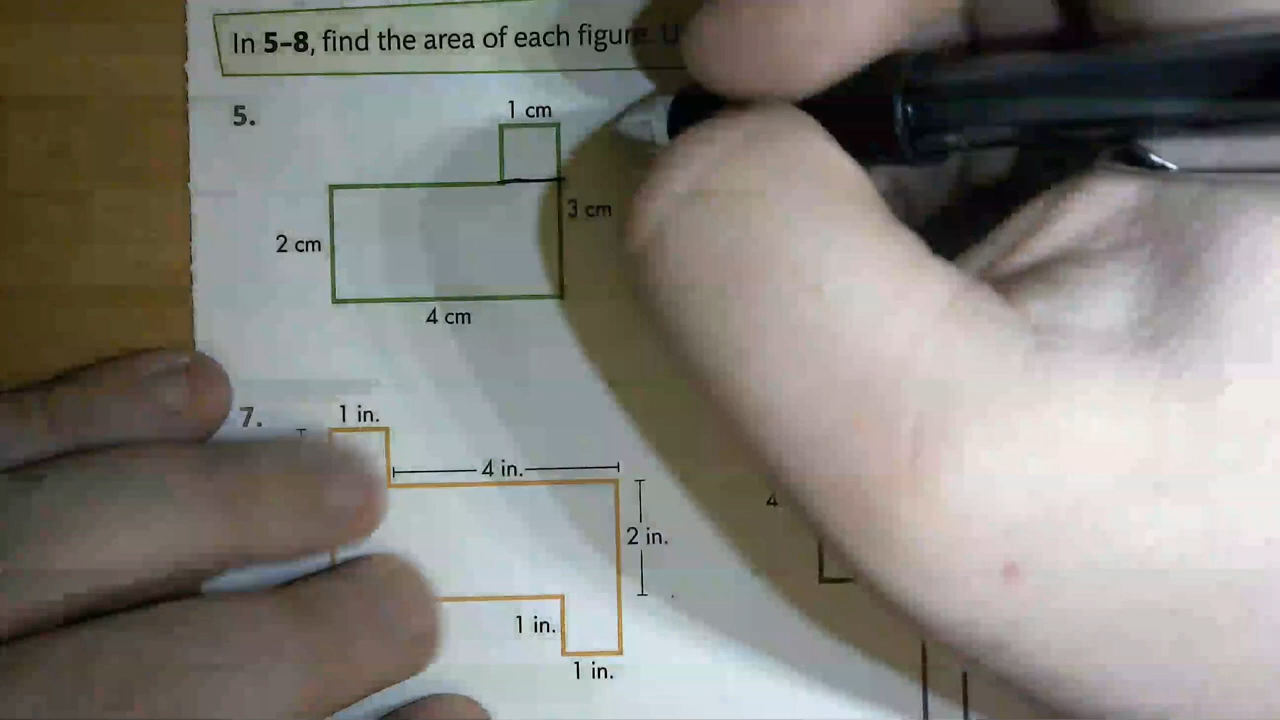 In 5–8, find the area of each figure. U
5.
1 cm
3 cm
2 cm
4 cm
7.
1 in.
4 in.
2 in.
4
1 in.
1 in.